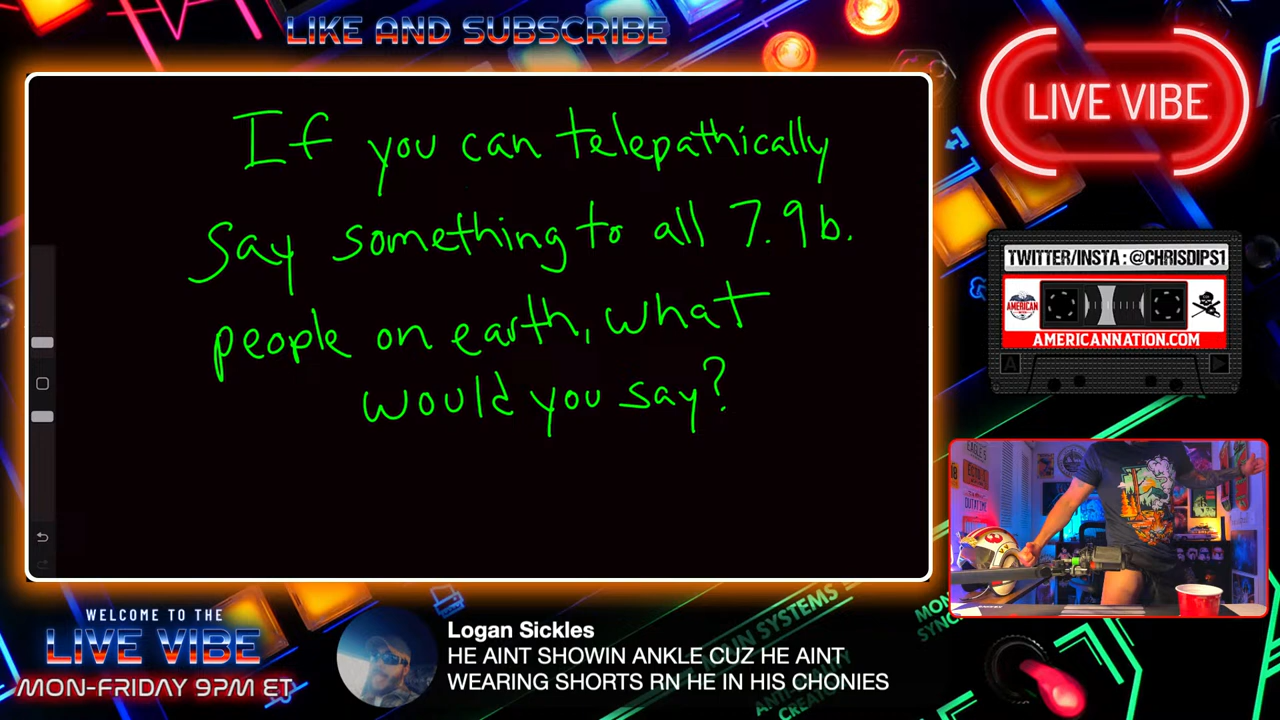 LIKE AND SUBSCRIBE
If you can telepathically
say something to all 7.9 b.
people on earth, what
would you say?
LIVE VIBE
TWITTER/INSTA : @CHRISDIPS1
AMERICAN
AMERICANNATION.COM
A
WELCOME TO THE
LIVE VIBE
MON-FRIDAY 9PM ET
Logan Sickles
HE AINT SHOWIN ANKLE CUZ HE AINT
WEARING SHORTS RN HE IN HIS CHONIES